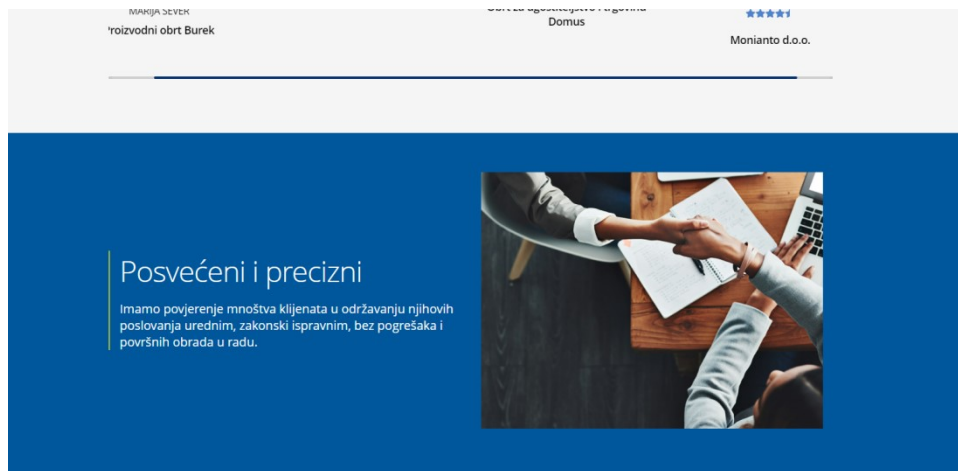 MARIJA SEVER
roizvodni obrt Burek
Domus
Monianto d.o.o.
Posvećeni i precizni
Imamo povjerenje mnoštva klijenata u održavanju njihovih
poslovanja urednim, zakonski ispravnim, bez pogrešaka i
površnih obrada u radu.